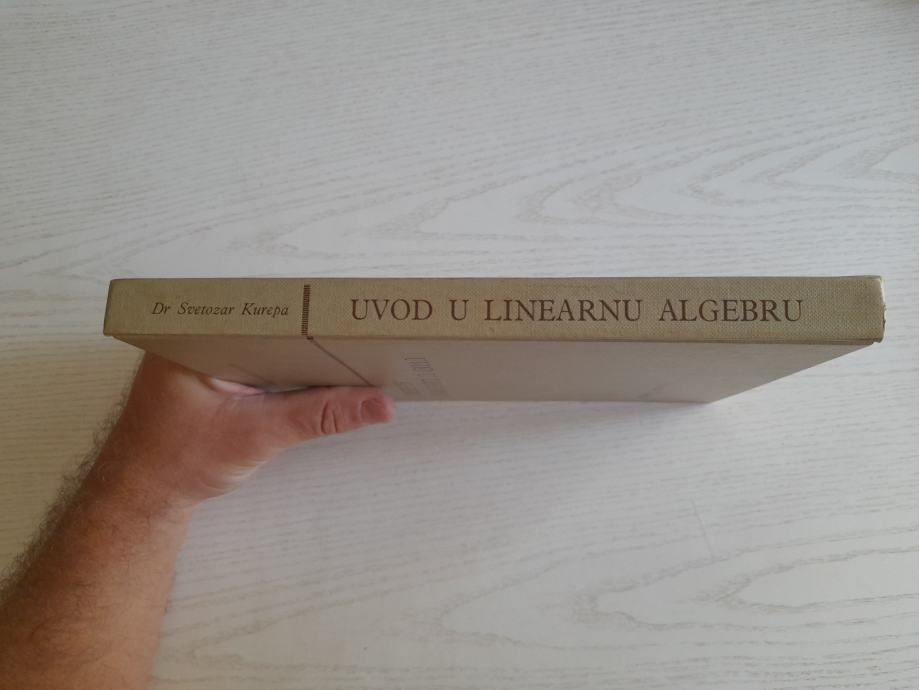 Dr Svetozar Kurepa
UVOD U LINEARNU ALGEBRU